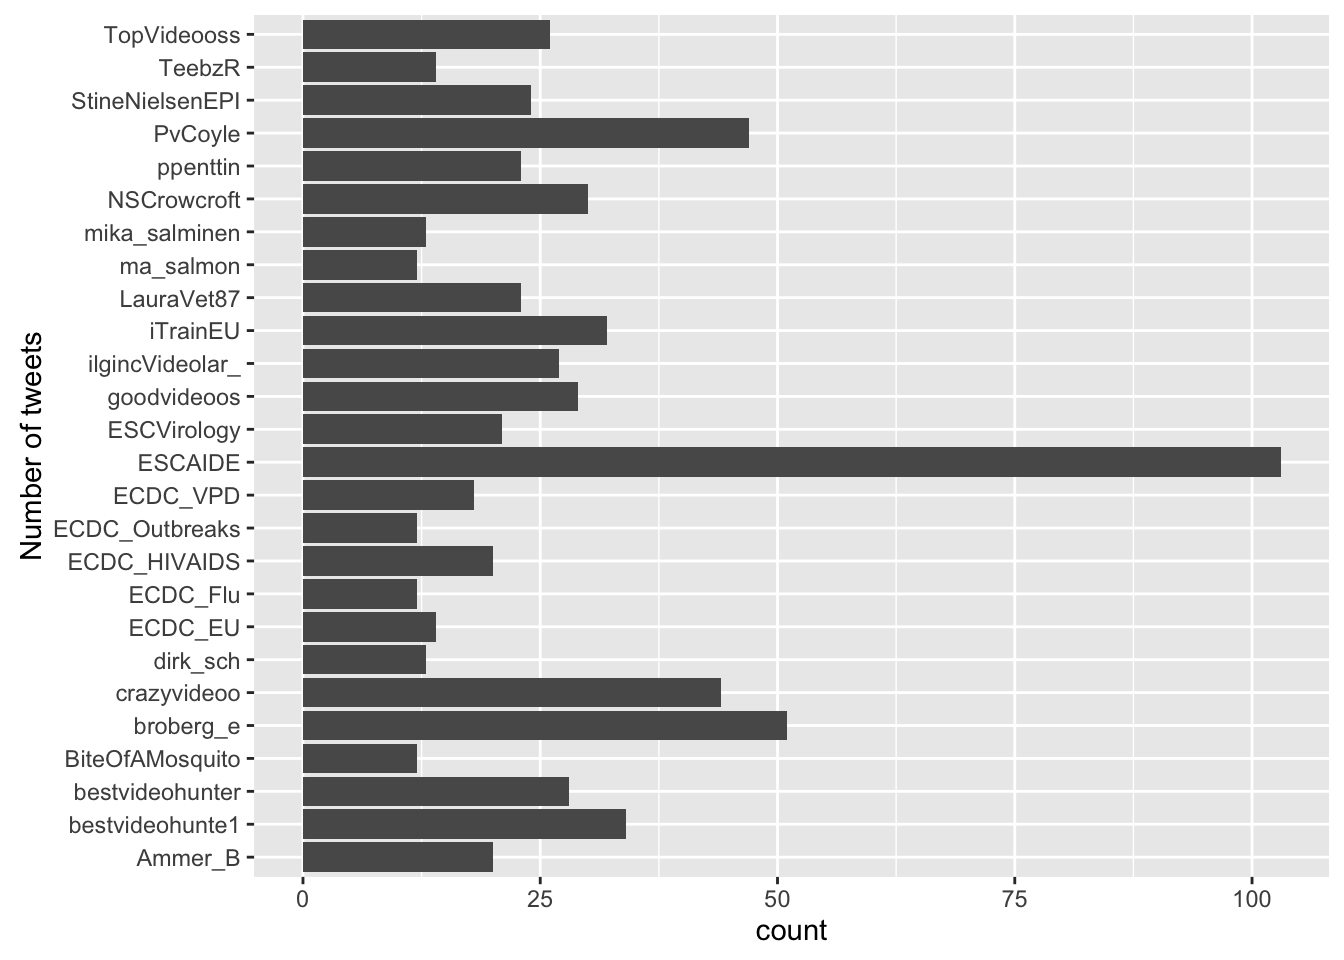 TopVideooss
TeebzR
StineNielsenEPI
PvCoyle
ppenttin
NSCrowcroft
mika_salminen
ma_salmon
LauraVet87
iTrainEU
ilgincVideolar_
goodvideoos
ESCVirology
ESCAIDE
ECDC_VPD
ECDC_Outbreaks
ECDC_HIVAIDS
ECDC_Flu
ECDC_EU
dirk_sch
crazyvideoo
broberg_e
BiteOfAMosquito
bestvideohunter
bestvideohunte1
Ammer_B
Number of tweets
0 25 50 75 100
count